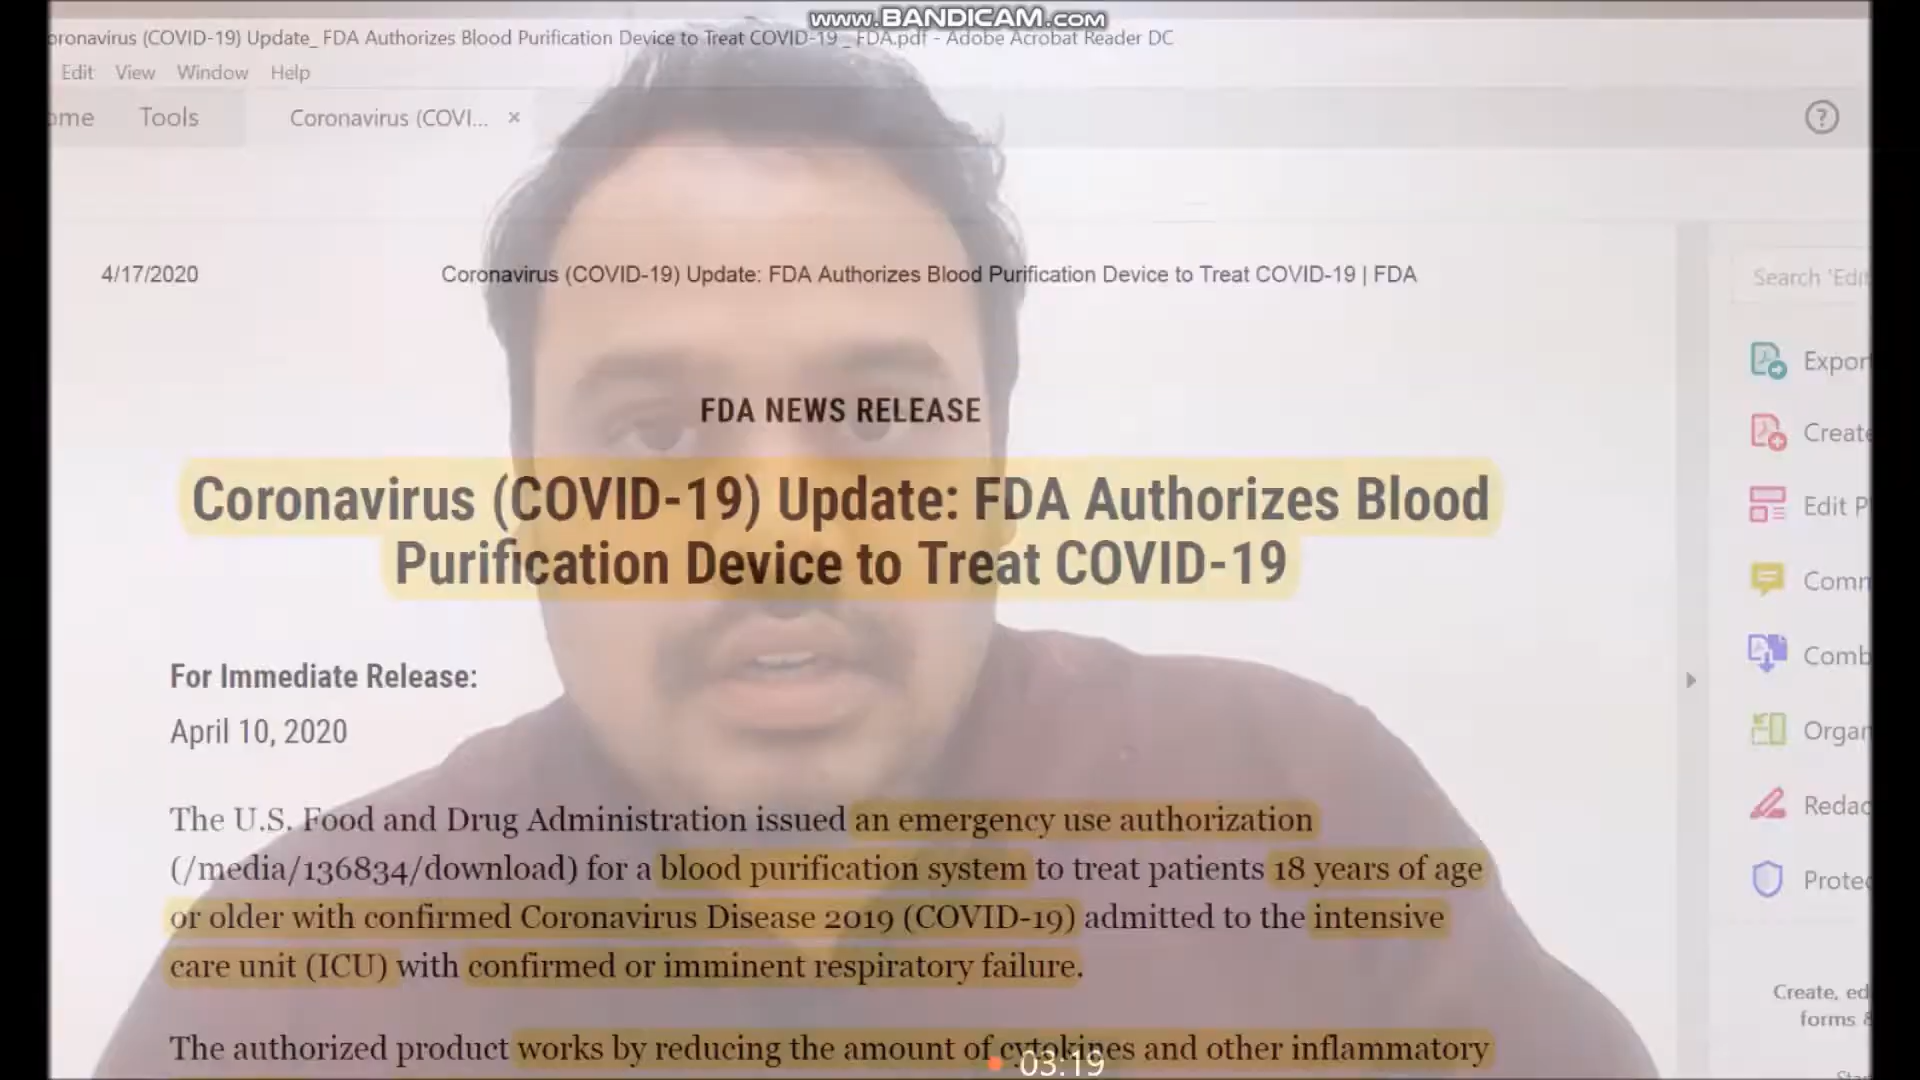 www.BANDICAM.com
oronavirus (COVID-19) Update_ FDA Authorizes Blood Purification Device to Treat COVID-19 _ FDA.pdf - Adobe Acrobat Reader DC
Edit View Window Help
ome Tools Coronavirus (COVI... ×
?
4/17/2020 Coronavirus (COVID-19) Update: FDA Authorizes Blood Purification Device to Treat COVID-19 | FDA
Search 'Edi
FDA NEWS RELEASE
Coronavirus (COVID-19) Update: FDA Authorizes Blood
Purification Device to Treat COVID-19
For Immediate Release:
April 10, 2020
The U.S. Food and Drug Administration issued an emergency use authorization
(/media/136834/download) for a blood purification system to treat patients 18 years of age
or older with confirmed Coronavirus Disease 2019 (COVID-19) admitted to the intensive
care unit (ICU) with confirmed or imminent respiratory failure.
The authorized product works by reducing the amount of cytokines and other inflammatory
Export
Create
Edit P
Comm
Comb
Organ
Redac
Protec
Create, ed
forms &
03:19